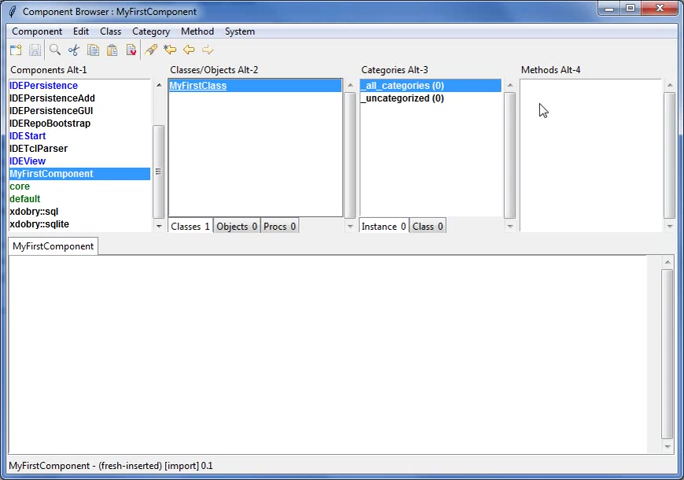 Component Browser : MyFirstComponent
Component Edit Class Category Method System
Components Alt-1
IDEPersistence
IDEPersistenceAdd
IDEPersistenceGUI
IDERepoBootstrap
IDEStart
IDETclParser
IDEView
MyFirstComponent
core
default
xdobry::sql
xdobry::sqlite
Classes/Objects Alt-2
MyFirstClass
Classes 1 Objects 0 Procs 0
Categories Alt-3
_all_categories (0)
_uncategorized (0)
Instance 0 Class 0
Methods Alt-4
MyFirstComponent
MyFirstComponent - (fresh-inserted) [import] 0.1